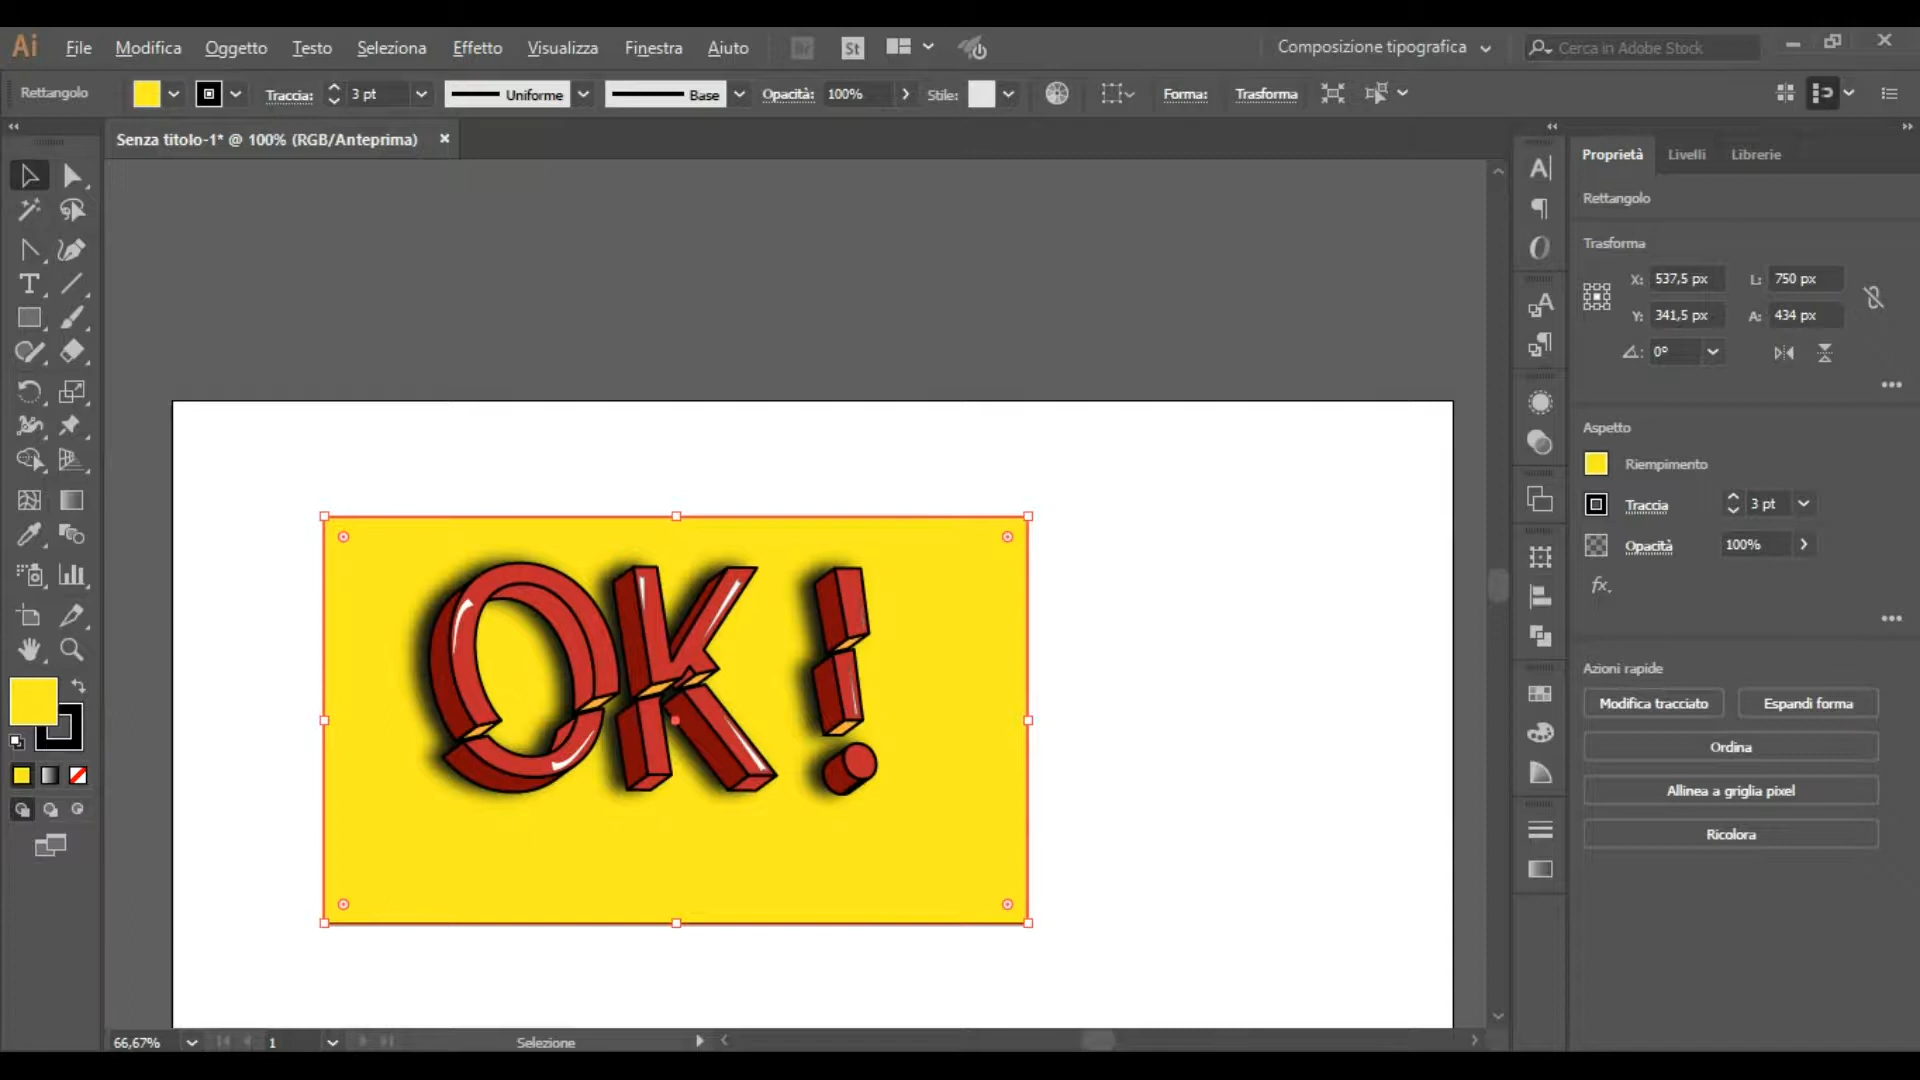 Ai File Modifica Oggetto Testo Seleziona Effetto Visualizza Finestra Aiuto Br St Composizione tipografica Cerca in Adobe Stock
Rettangolo Traccia: 3 pt Uniforme Base Opacità: 100% Stile: Forma: Trasforma
Senza titolo-1* @ 100% (RGB/Anteprima)
Proprietà Livelli Librerie
Rettangolo
Trasforma
X: 537,5 px L: 750 px
Y: 341,5 px A: 434 px
0°
Aspetto
Riempimento
Traccia 3 pt
Opacità 100%
fx.
Azioni rapide
Modifica tracciato Espandi forma
Ordina
Allinea a griglia pixel
Ricolora
OK!
66,67% 1 Selezione